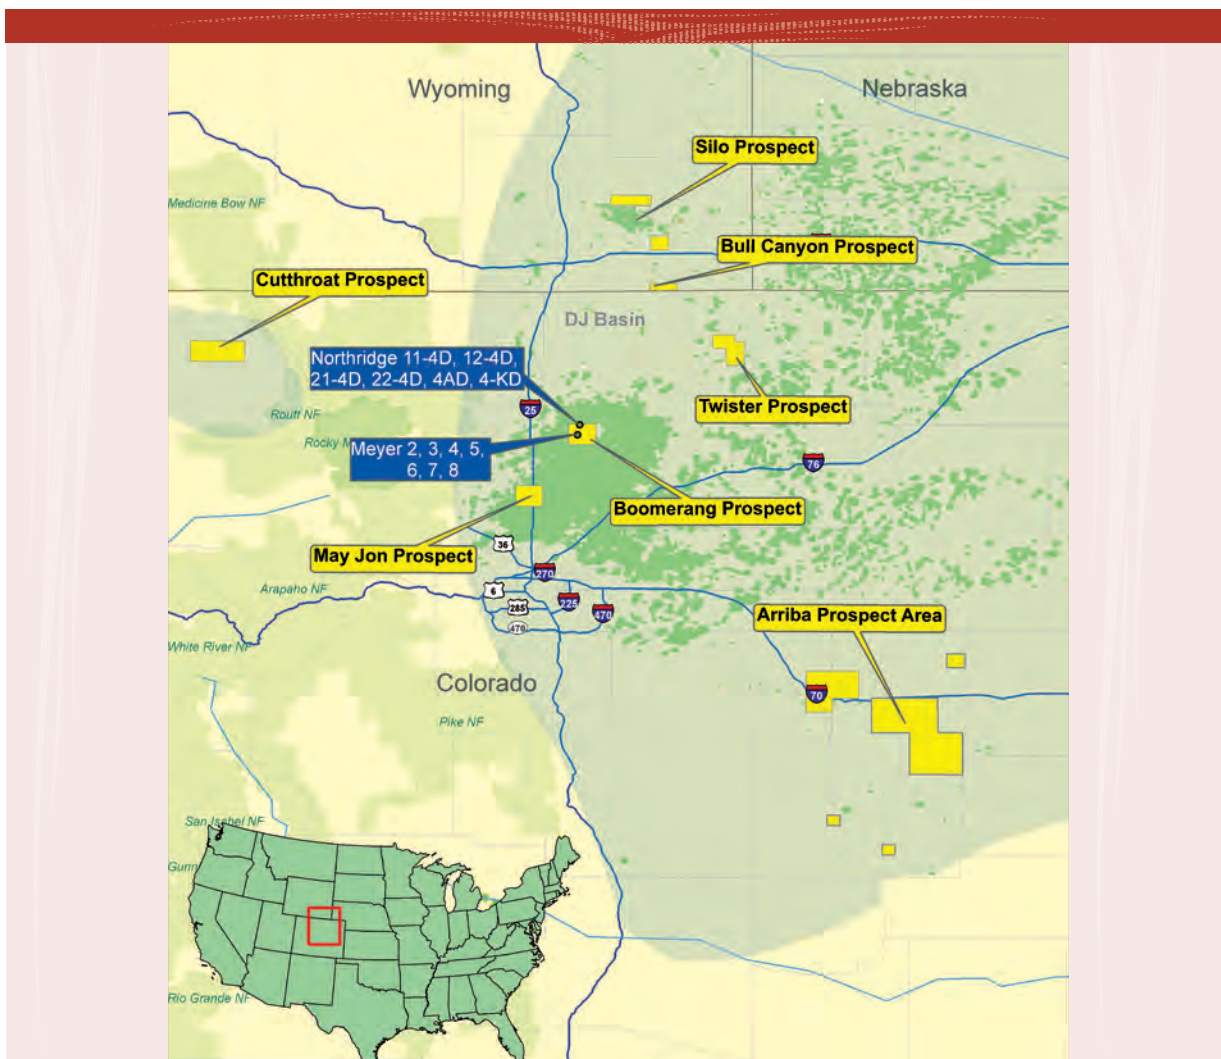 Wyoming
Nebraska
Silo Prospect
Medicine Bow NF
Bull Canyon Prospect
Cutthroat Prospect
DJ Basin
Northridge 11-4D, 12-4D,
21-4D, 22-4D, 4AD, 4-KD
Twister Prospect
25
Routt NF
Rocky M
Meyer 2, 3, 4, 5,
6, 7, 8
76
Boomerang Prospect
May Jon Prospect
36
270
Arapaho NF
6
285
225
470
470
Arriba Prospect Area
White River NF
Colorado
70
Pike NF
San Isabel NF
Gunni
Rio Grande NF